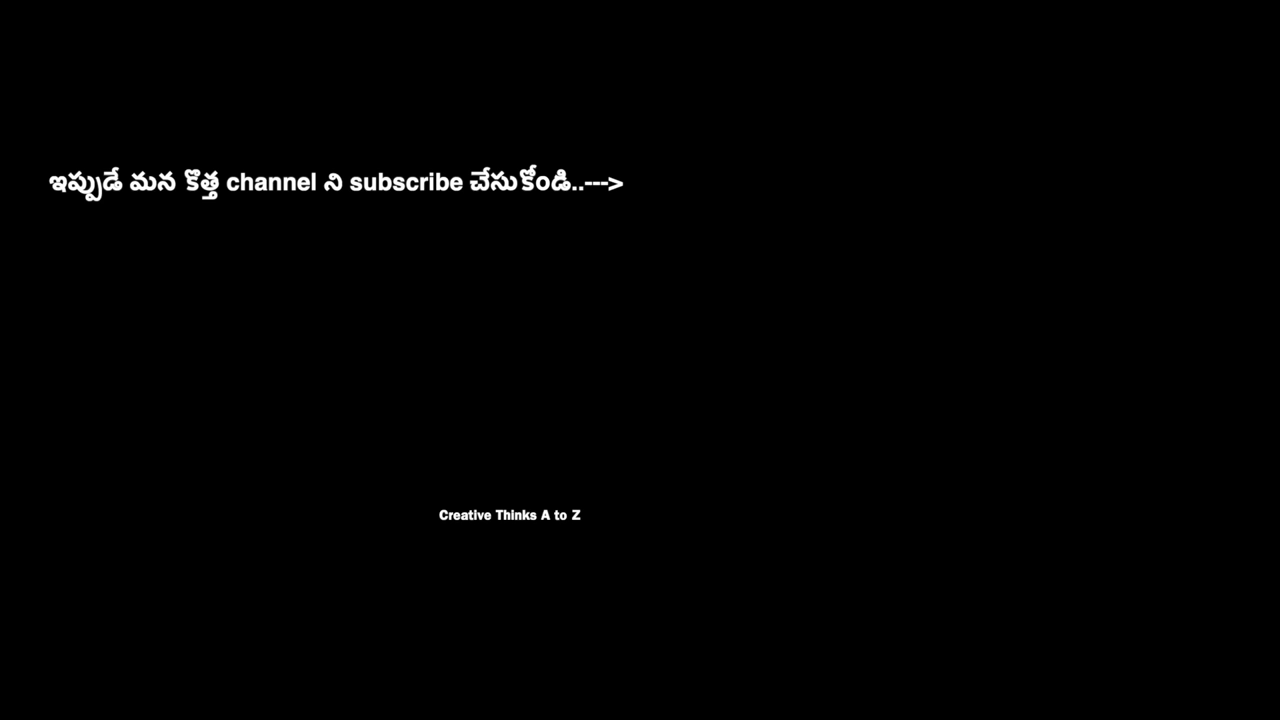 ఇప్పుడే మన కొత్త channel ని subscribe చేసుకోండి..--->
Creative Thinks A to Z